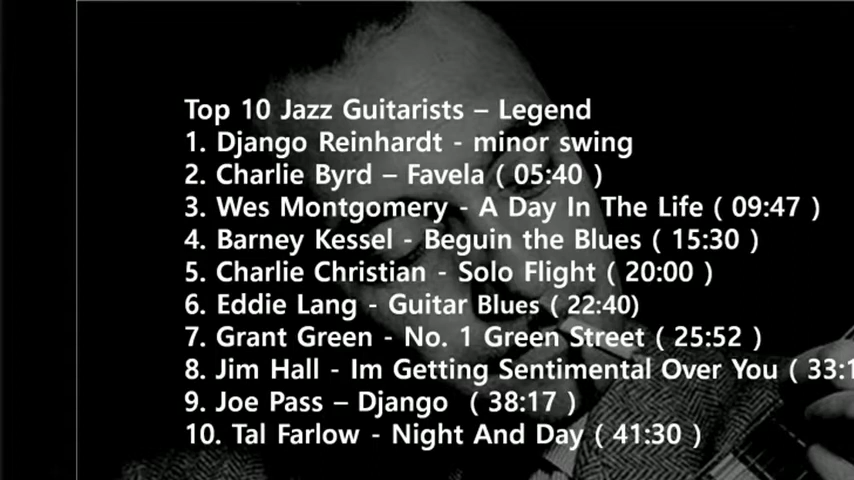 Top 10 Jazz Guitarists – Legend
1. Django Reinhardt - minor swing
2. Charlie Byrd – Favela ( 05:40 )
3. Wes Montgomery - A Day In The Life ( 09:47 )
4. Barney Kessel - Beguin the Blues ( 15:30 )
5. Charlie Christian - Solo Flight ( 20:00 )
6. Eddie Lang - Guitar Blues ( 22:40)
7. Grant Green - No. 1 Green Street ( 25:52 )
8. Jim Hall - Im Getting Sentimental Over You (
9. Joe Pass – Django ( 38:17 )
10. Tal Farlow - Night And Day ( 41:30 )